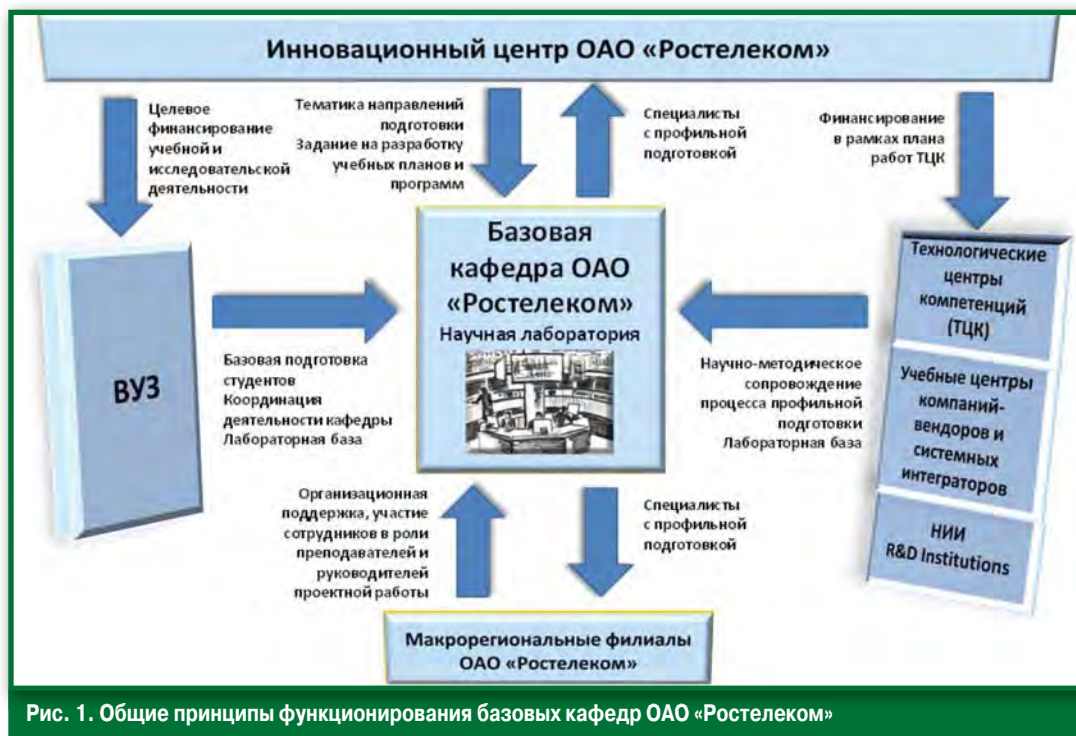 Инновационный центр ОАО «Ростелеком»
Целевое
финансирование
учебной и
исследовательской
деятельности
Тематика направлений
подготовки
Задание на разработку
учебных планов и
программ
Специалисты
с профильной
подготовкой
Финансирование
в рамках плана
работ ТЦК
ВУЗ
Базовая подготовка
студентов
Координация
деятельности кафедры
Лабораторная база
Базовая
кафедра ОАО
«Ростелеком»
Научная лаборатория
Научно-методическое
сопровождение
процесса профильной
подготовки
Лабораторная база
Технологические
центры
компетенций
(ТЦК)
Учебные центры
компаний-
вендоров и
системных
интеграторов
НИИ
R&D Institutions
Организационная
поддержка, участие
сотрудников в роли
преподавателей и
руководителей
проектной работы
Специалисты
с профильной
подготовкой
Макрорегиональные филиалы
ОАО «Ростелеком»
Рис. 1. Общие принципы функционирования базовых кафедр ОАО «Ростелеком»